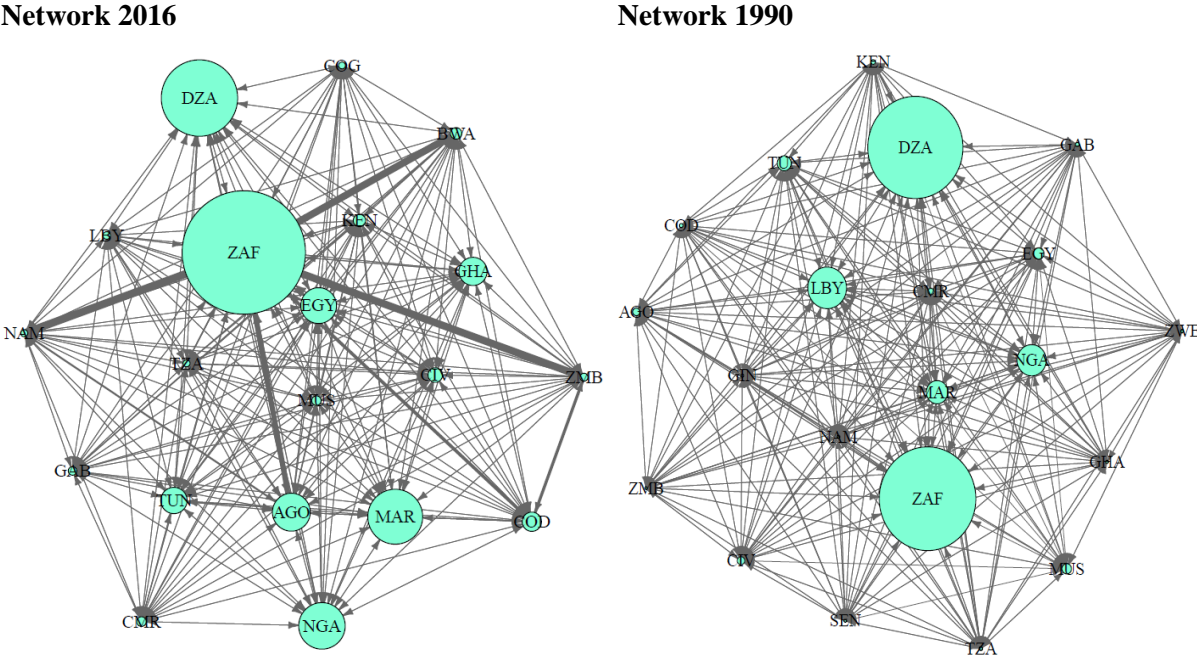 Network 2016
Network 1990
COG
DZA
BWA
KEN
LBY
ZAF
GHA
EGY
NAM
TZA
CIV
ZMB
MUS
GAB
TUN
AGO
MAR
COD
CMR
NGA
KEN
DZA
GAB
TUN
COD
EGY
LBY
CMR
AGO
ZWE
NGA
GIN
MAR
NAM
GHA
ZMB
ZAF
CIV
MUS
SEN
TZA